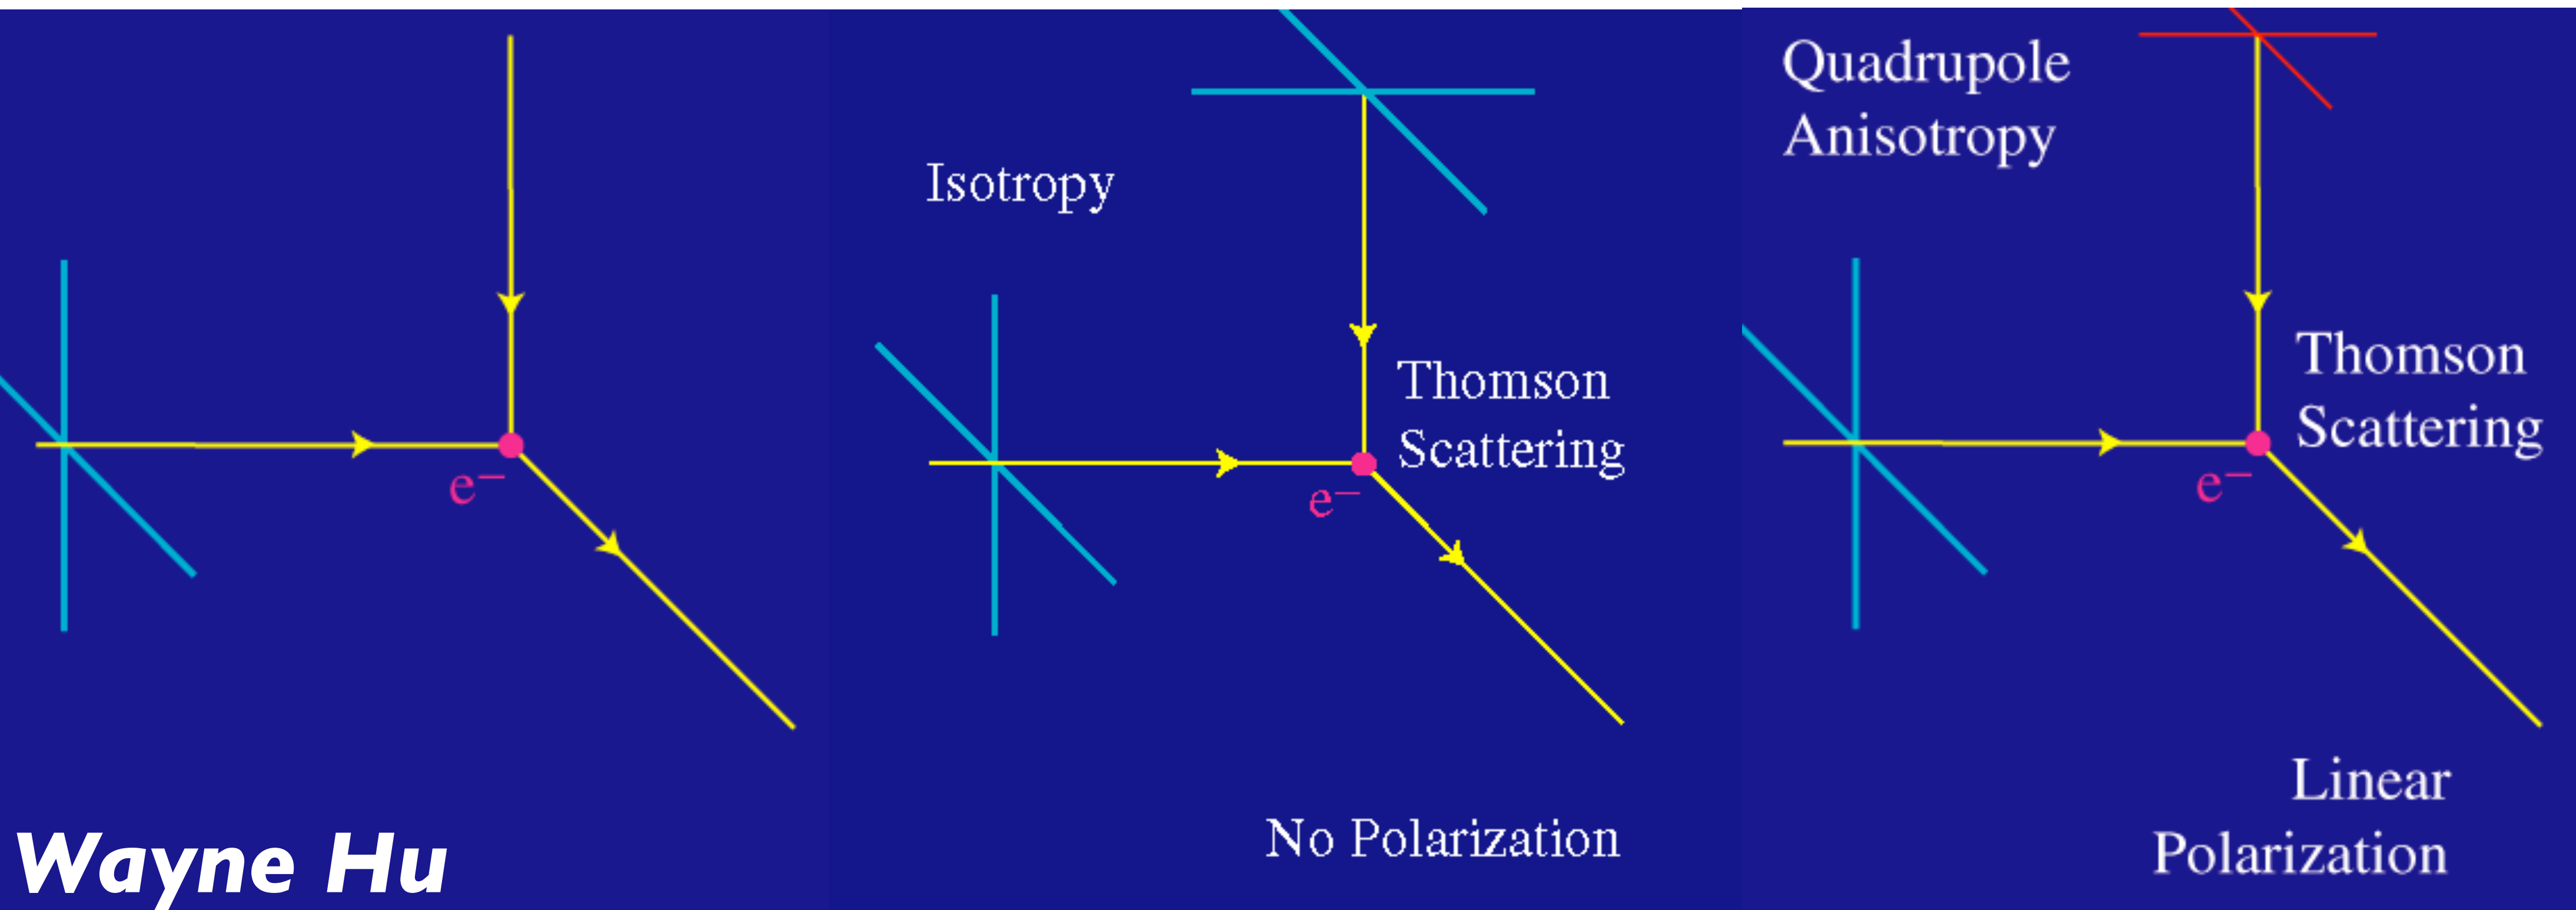 e−
Wayne Hu
Isotropy
Thomson
Scattering
e−
No Polarization
Quadrupole
Anisotropy
Thomson
Scattering
e−
Linear
Polarization